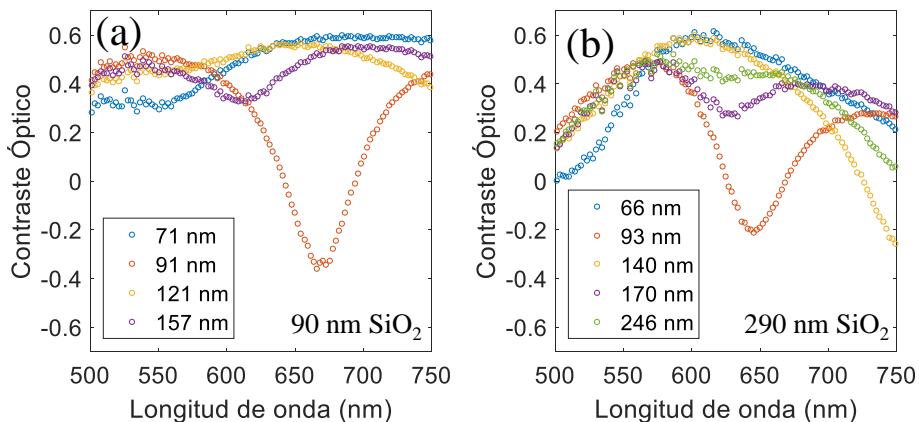 (a)
Contraste Óptico
0.6
0.4
0.2
0
-0.2
-0.4
-0.6
71 nm
91 nm
121 nm
157 nm
90 nm SiO₂
500 550 600 650 700 750
Longitud de onda (nm)
(b)
Contraste Óptico
0.6
0.4
0.2
0
-0.2
-0.4
-0.6
66 nm
93 nm
140 nm
170 nm
246 nm
290 nm SiO₂
500 550 600 650 700 750
Longitud de onda (nm)